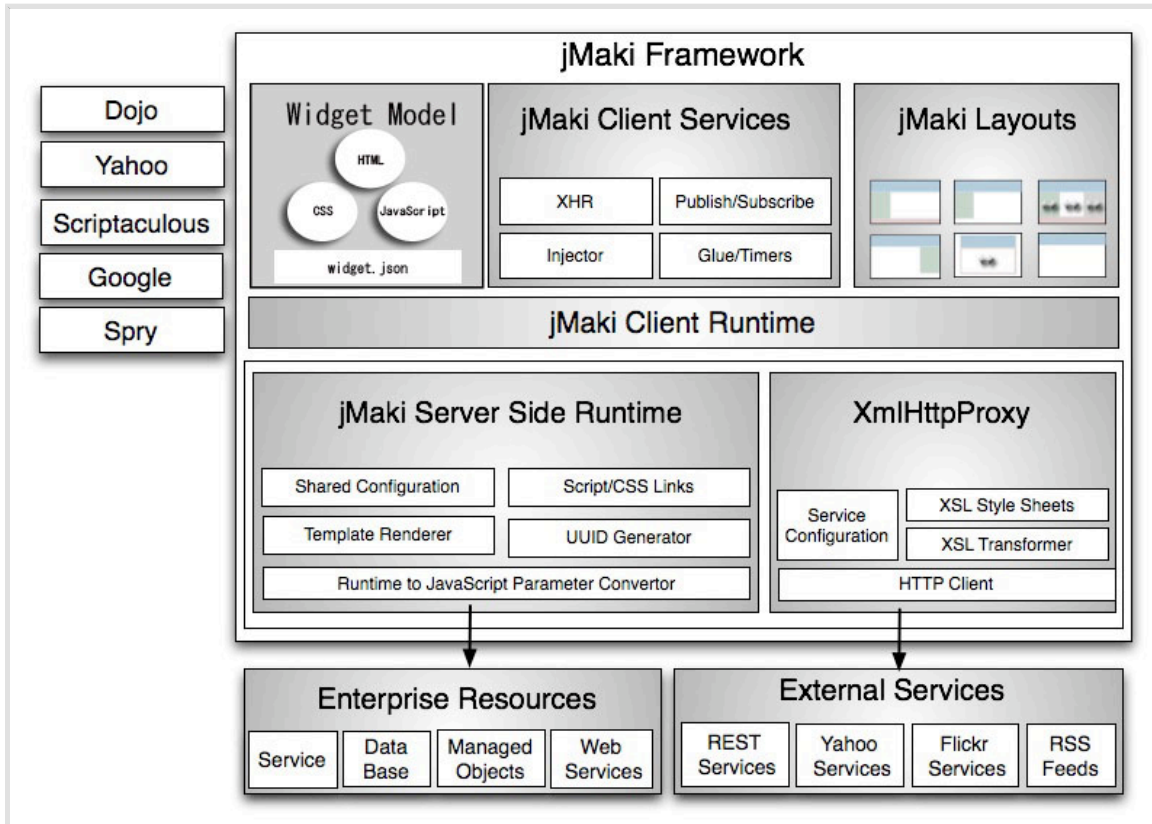 jMaki Framework
Dojo
Yahoo
Scriptaculous
Google
Spry
Widget Model
HTML
CSS
JavaScript
widget.json
jMaki Client Services
XHR
Publish/Subscribe
Injector
Glue/Timers
jMaki Layouts
jMaki Client Runtime
jMaki Server Side Runtime
Shared Configuration
Script/CSS Links
Template Renderer
UUID Generator
Runtime to JavaScript Parameter Convertor
XmlHttpProxy
Service
Configuration
XSL Style Sheets
XSL Transformer
HTTP Client
Enterprise Resources
Service
Data
Base
Managed
Objects
Web
Services
External Services
REST
Services
Yahoo
Services
Flickr
Services
RSS
Feeds